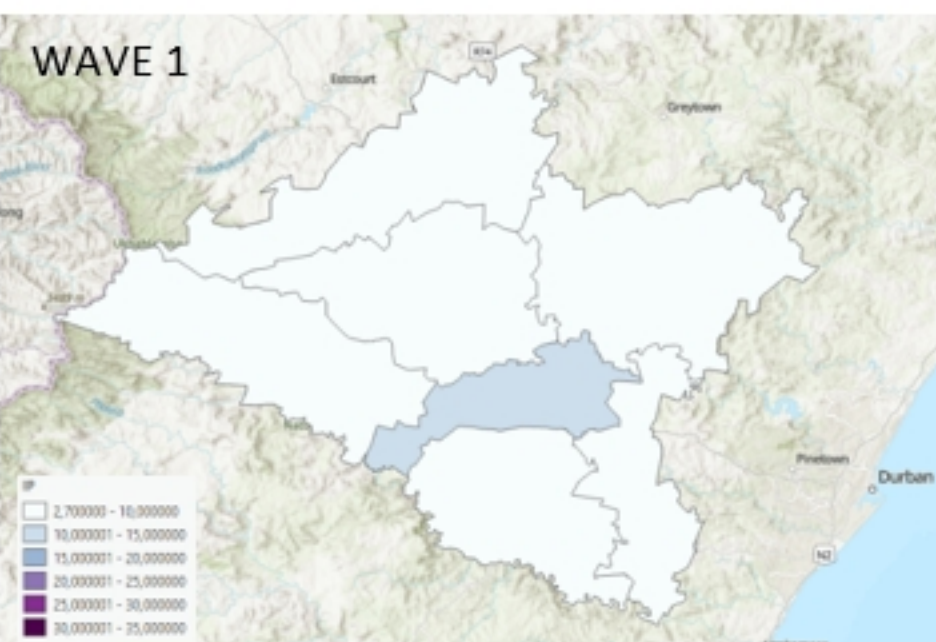 WAVE 1
Estcourt
Greytown
Pinetown
Durban
N2
IP
2,700000 - 10,000000
10,000001 - 15,000000
15,000001 - 20,000000
20,000001 - 25,000000
25,000001 - 30,000000
30,000001 - 35,000000